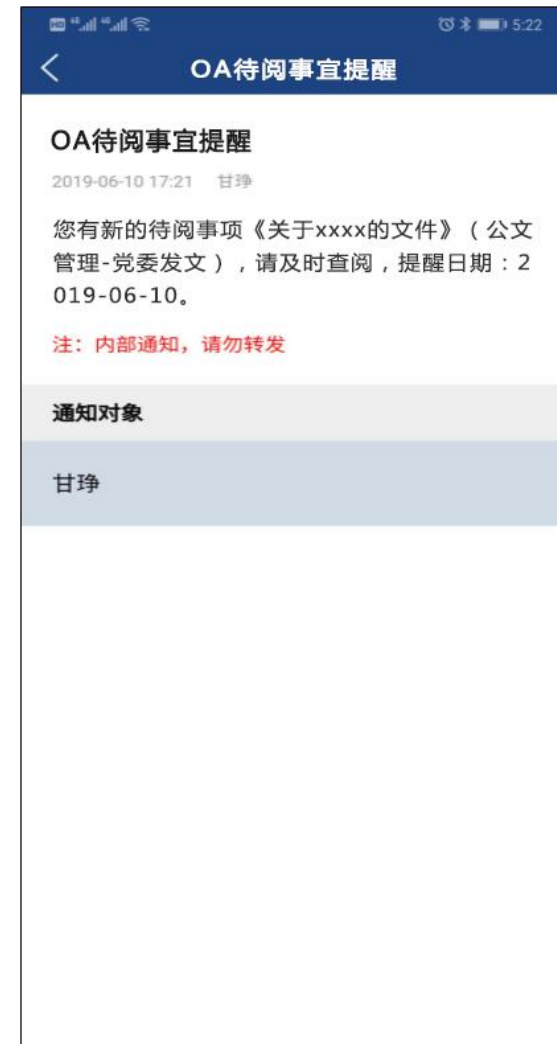 HD 5:22
OA待阅事宜提醒
OA待阅事宜提醒
2019-06-10 17:21 甘琤
您有新的待阅事项《关于xxxx的文件》（公文
管理-党委发文），请及时查阅，提醒日期：2
019-06-10。
注：内部通知，请勿转发
通知对象
甘琤